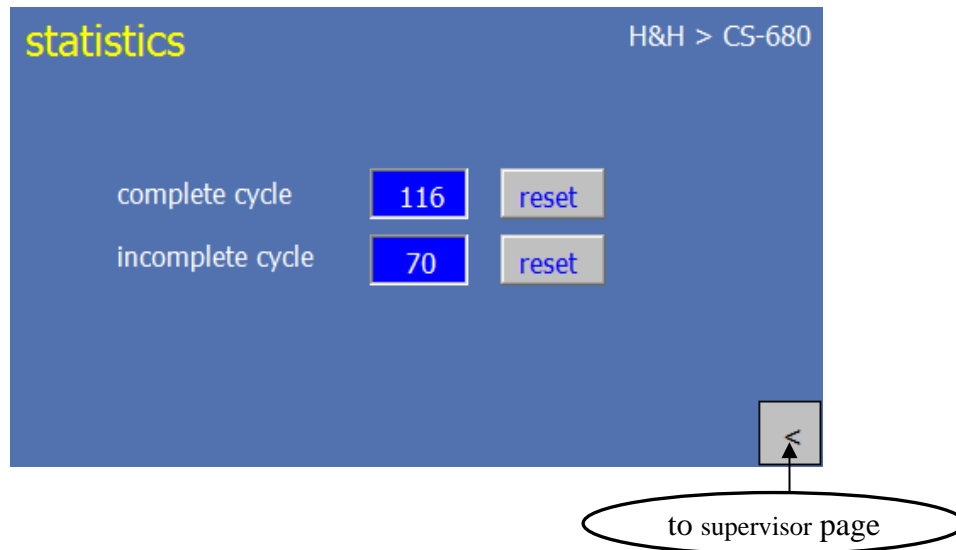 statistics H&H > CS-680
complete cycle 116 reset
incomplete cycle 70 reset
<
to supervisor page